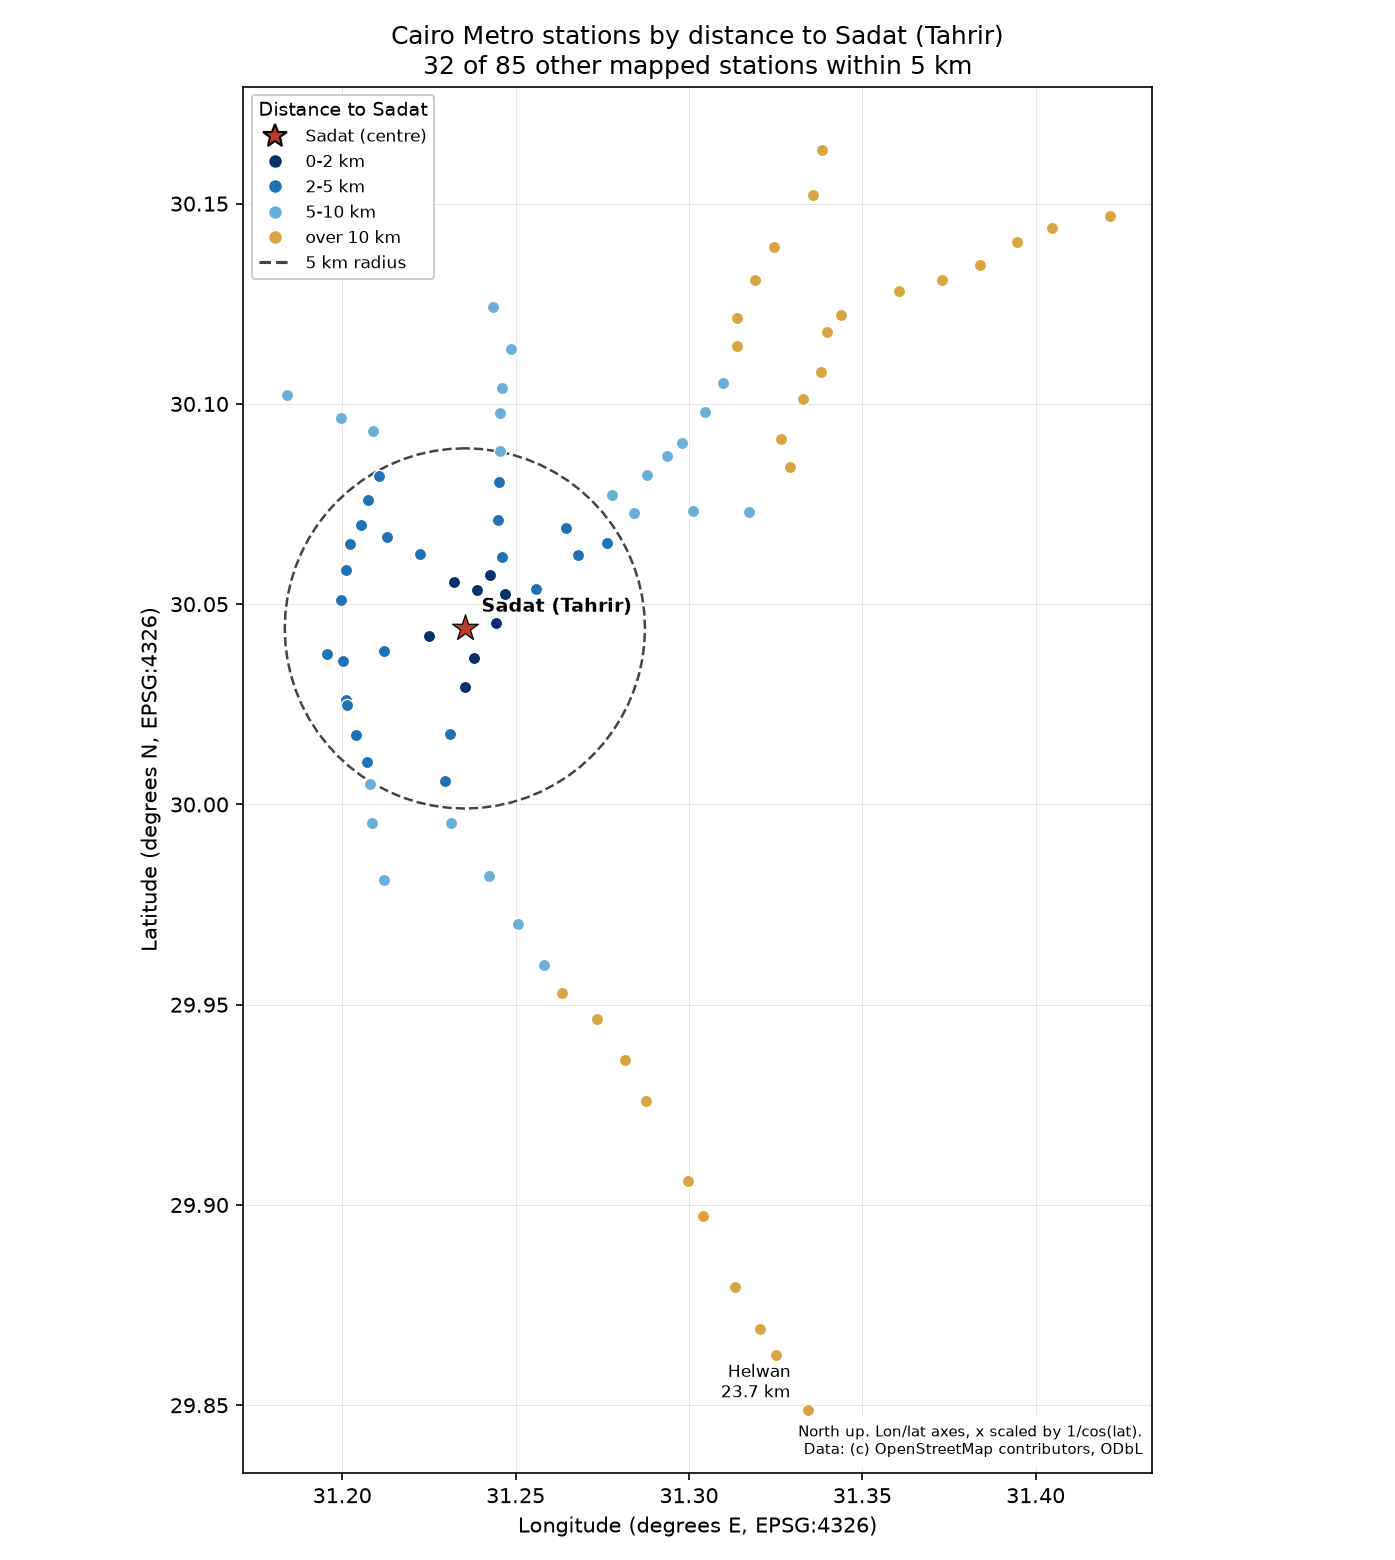 Cairo Metro stations by distance to Sadat (Tahrir)
32 of 85 other mapped stations within 5 km
Distance to Sadat
Sadat (centre)
0-2 km
2-5 km
5-10 km
over 10 km
5 km radius
30.15
30.10
30.05
30.00
29.95
29.90
29.85
Latitude (degrees N, EPSG:4326)
Sadat (Tahrir)
Helwan
23.7 km
North up. Lon/lat axes, x scaled by 1/cos(lat).
Data: (c) OpenStreetMap contributors, ODbL
31.20 31.25 31.30 31.35 31.40
Longitude (degrees E, EPSG:4326)